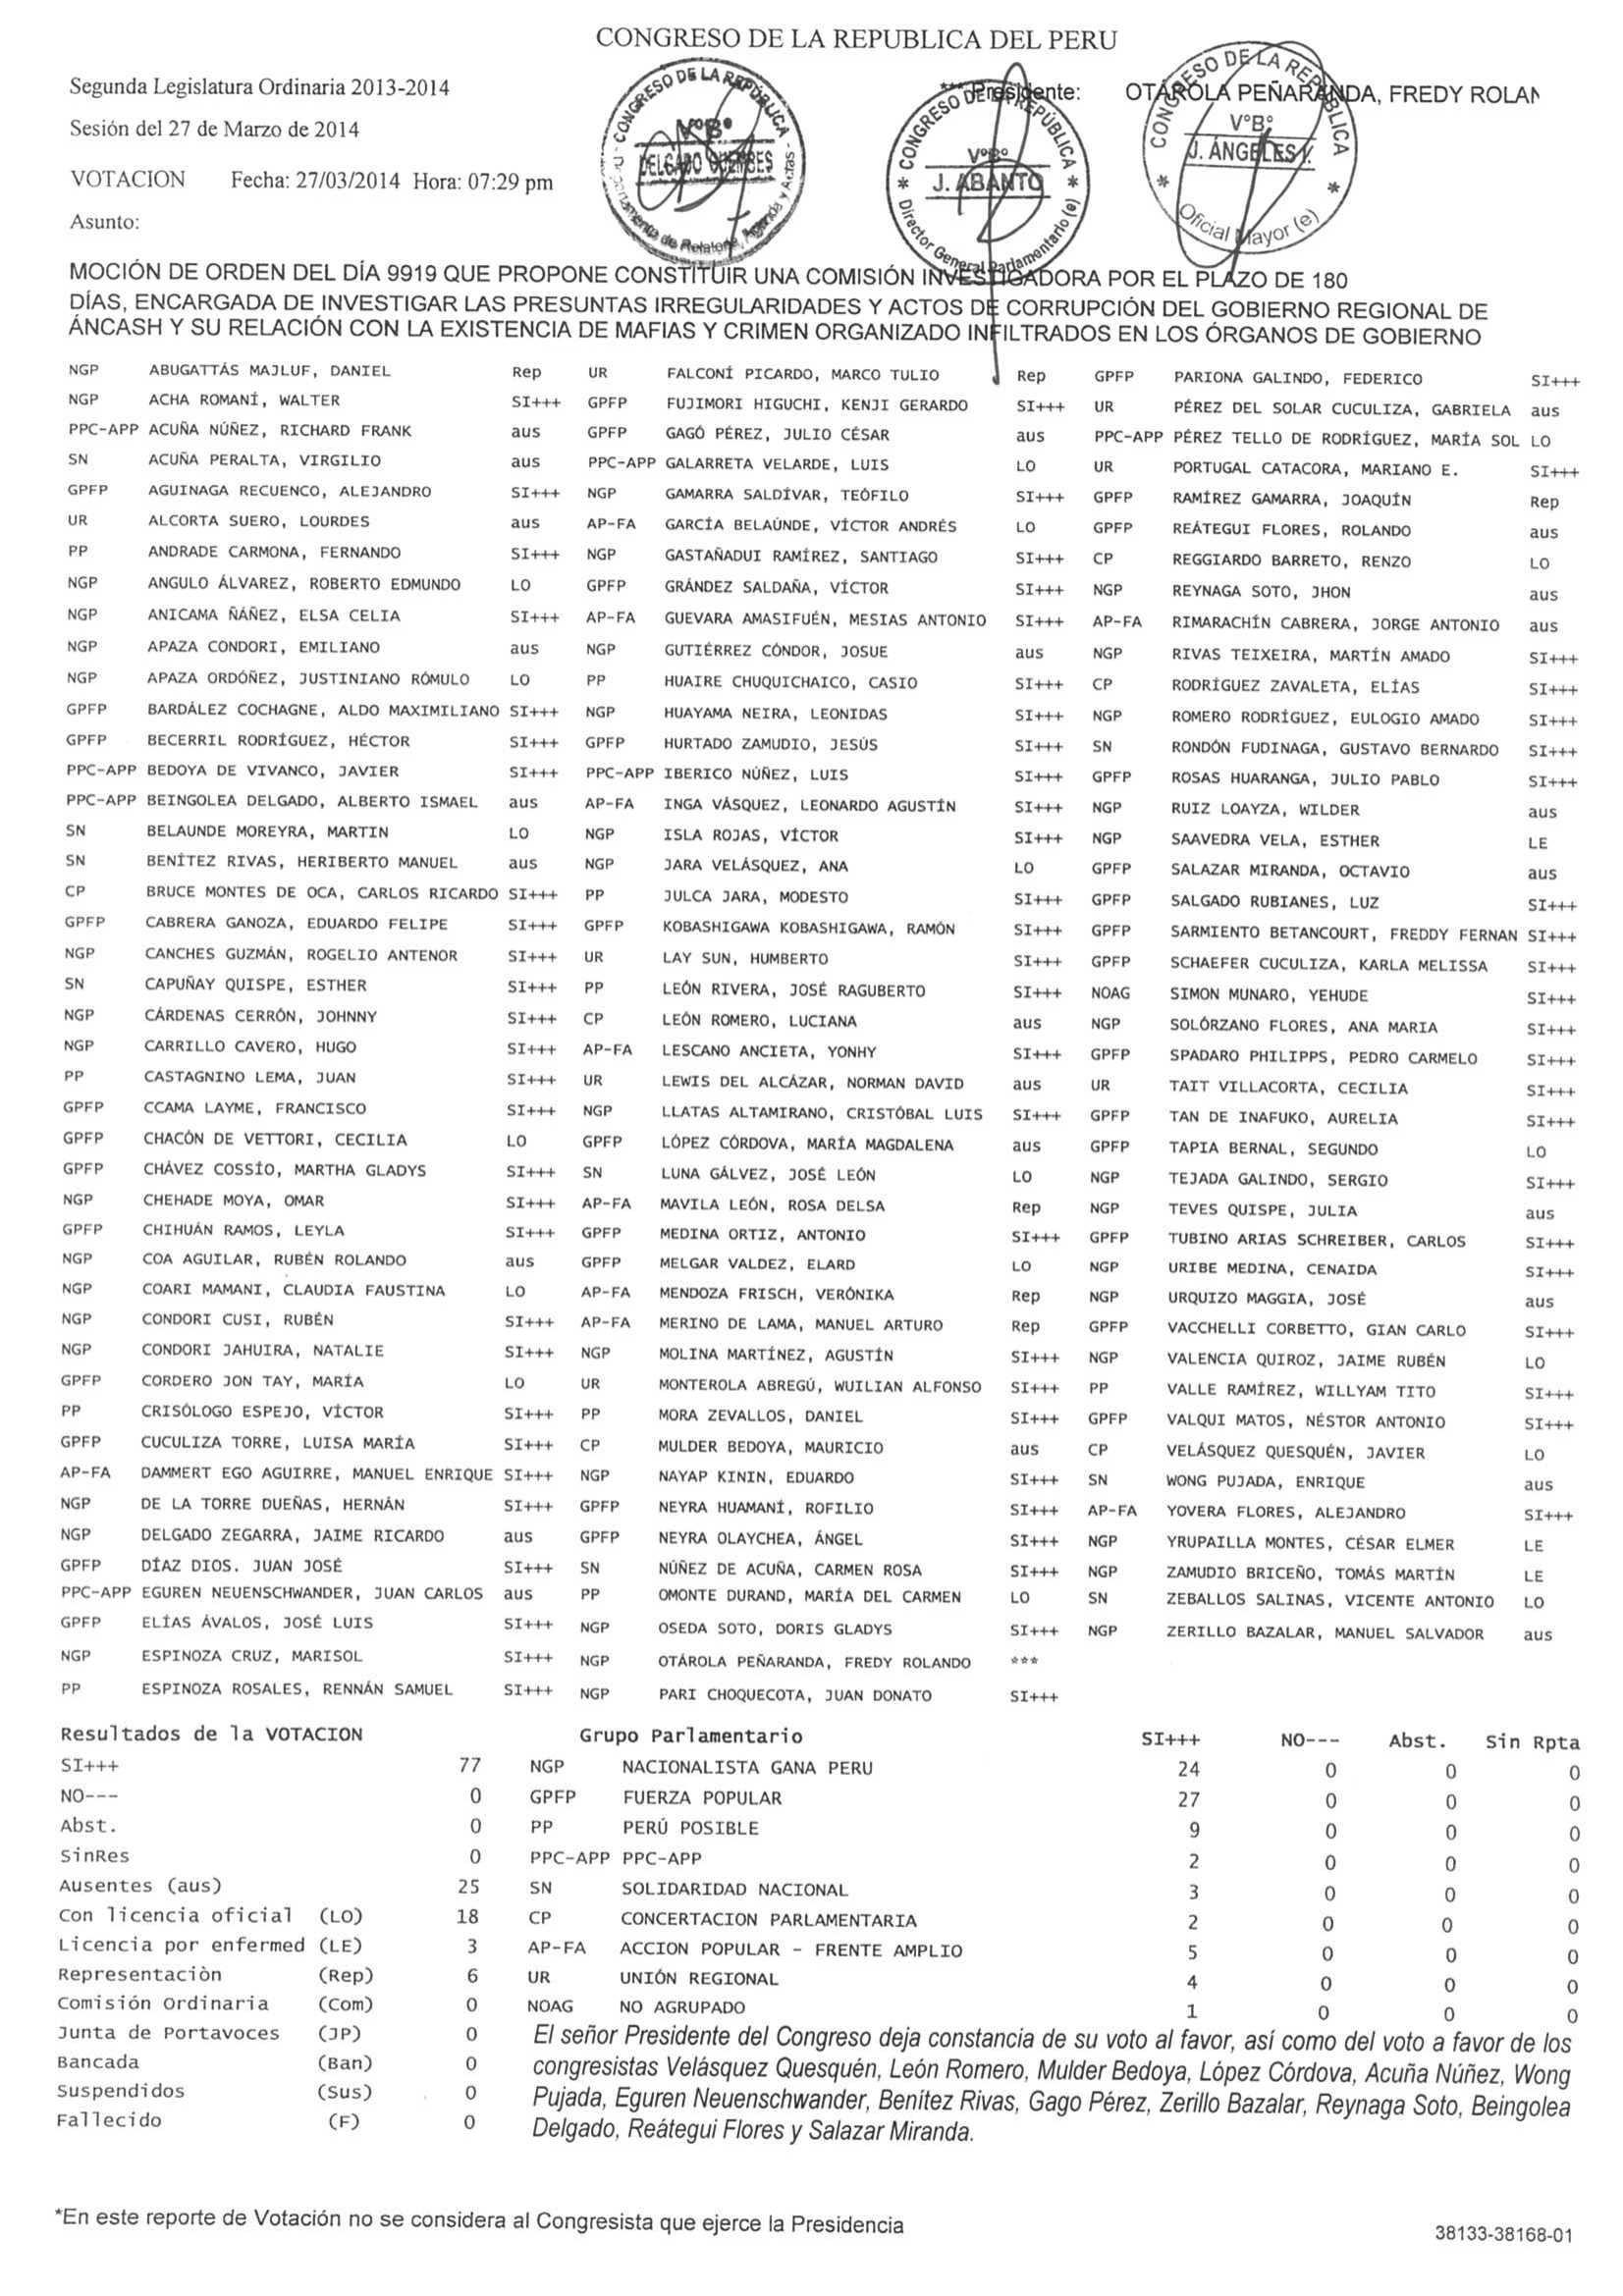 CONGRESO DE LA REPUBLICA DEL PERU
Segunda Legislatura Ordinaria 2013-2014
*** Presidente: OTÁROLA PEÑARANDA, FREDY ROLAN
Sesión del 27 de Marzo de 2014
VOTACION Fecha: 27/03/2014 Hora: 07:29 pm
Asunto:
CONGRESO DE LA REPÚBLICA
V°B°
DELGADO GUEMBES
Departamento de Relatoría, Agenda y Actas
CONGRESO DE LA REPÚBLICA
V°B°
J. ABANTO
Director General Parlamentario (e)
CONGRESO DE LA REPÚBLICA
V°B°
J. ÁNGELES
Oficial Mayor (e)
MOCIÓN DE ORDEN DEL DÍA 9919 QUE PROPONE CONSTITUIR UNA COMISIÓN INVESTIGADORA POR EL PLAZO DE 180
DÍAS, ENCARGADA DE INVESTIGAR LAS PRESUNTAS IRREGULARIDADES Y ACTOS DE CORRUPCIÓN DEL GOBIERNO REGIONAL DE
ÁNCASH Y SU RELACIÓN CON LA EXISTENCIA DE MAFIAS Y CRIMEN ORGANIZADO INFILTRADOS EN LOS ÓRGANOS DE GOBIERNO
NGP ABUGATTÁS MAJLUF, DANIEL Rep UR FALCONÍ PICARDO, MARCO TULIO Rep GPFP PARIONA GALINDO, FEDERICO SI+++
NGP ACHA ROMANÍ, WALTER SI+++ GPFP FUJIMORI HIGUCHI, KENJI GERARDO SI+++ UR PÉREZ DEL SOLAR CUCULIZA, GABRIELA aus
PPC-APP ACUÑA NÚÑEZ, RICHARD FRANK aus GPFP GAGÓ PÉREZ, JULIO CÉSAR aus PPC-APP PÉREZ TELLO DE RODRÍGUEZ, MARÍA SOL LO
SN ACUÑA PERALTA, VIRGILIO aus PPC-APP GALARRETA VELARDE, LUIS LO UR PORTUGAL CATACORA, MARIANO E. SI+++
GPFP AGUINAGA RECUENCO, ALEJANDRO SI+++ NGP GAMARRA SALDÍVAR, TEÓFILO SI+++ GPFP RAMÍREZ GAMARRA, JOAQUÍN Rep
UR ALCORTA SUERO, LOURDES aus AP-FA GARCÍA BELAÚNDE, VÍCTOR ANDRÉS LO GPFP REÁTEGUI FLORES, ROLANDO aus
PP ANDRADE CARMONA, FERNANDO SI+++ NGP GASTAÑADUI RAMÍREZ, SANTIAGO SI+++ CP REGGIARDO BARRETO, RENZO LO
NGP ANGULO ÁLVAREZ, ROBERTO EDMUNDO LO GPFP GRÁNDEZ SALDAÑA, VÍCTOR SI+++ NGP REYNAGA SOTO, JHON aus
NGP ANICAMA ÑÁÑEZ, ELSA CELIA SI+++ AP-FA GUEVARA AMASIFUÉN, MESIAS ANTONIO SI+++ AP-FA RIMARACHÍN CABRERA, JORGE ANTONIO aus
NGP APAZA CONDORI, EMILIANO aus NGP GUTIÉRREZ CÓNDOR, JOSUE aus NGP RIVAS TEIXEIRA, MARTÍN AMADO SI+++
NGP APAZA ORDÓÑEZ, JUSTINIANO RÓMULO LO PP HUAIRE CHUQUICHAICO, CASIO SI+++ CP RODRÍGUEZ ZAVALETA, ELÍAS SI+++
GPFP BARDÁLEZ COCHAGNE, ALDO MAXIMILIANO SI+++ NGP HUAYAMA NEIRA, LEONIDAS SI+++ NGP ROMERO RODRÍGUEZ, EULOGIO AMADO SI+++
GPFP BECERRIL RODRÍGUEZ, HÉCTOR SI+++ GPFP HURTADO ZAMUDIO, JESÚS SI+++ SN RONDÓN FUDINAGA, GUSTAVO BERNARDO SI+++
PPC-APP BEDOYA DE VIVANCO, JAVIER SI+++ PPC-APP IBERICO NÚÑEZ, LUIS SI+++ GPFP ROSAS HUARANGA, JULIO PABLO SI+++
PPC-APP BEINGOLEA DELGADO, ALBERTO ISMAEL aus AP-FA INGA VÁSQUEZ, LEONARDO AGUSTÍN SI+++ NGP RUIZ LOAYZA, WILDER aus
SN BELAUNDE MOREYRA, MARTIN LO NGP ISLA ROJAS, VÍCTOR SI+++ NGP SAAVEDRA VELA, ESTHER LE
SN BENÍTEZ RIVAS, HERIBERTO MANUEL aus NGP JARA VELÁSQUEZ, ANA LO GPFP SALAZAR MIRANDA, OCTAVIO aus
CP BRUCE MONTES DE OCA, CARLOS RICARDO SI+++ PP JULCA JARA, MODESTO SI+++ GPFP SALGADO RUBIANES, LUZ SI+++
GPFP CABRERA GANOZA, EDUARDO FELIPE SI+++ GPFP KOBASHIGAWA KOBASHIGAWA, RAMÓN SI+++ GPFP SARMIENTO BETANCOURT, FREDDY FERNAN SI+++
NGP CANCHES GUZMÁN, ROGELIO ANTENOR SI+++ UR LAY SUN, HUMBERTO SI+++ GPFP SCHAEFER CUCULIZA, KARLA MELISSA SI+++
SN CAPUÑAY QUISPE, ESTHER SI+++ PP LEÓN RIVERA, JOSÉ RAGUBERTO SI+++ NOAG SIMON MUNARO, YEHUDE SI+++
NGP CÁRDENAS CERRÓN, JOHNNY SI+++ CP LEÓN ROMERO, LUCIANA aus NGP SOLÓRZANO FLORES, ANA MARIA SI+++
NGP CARRILLO CAVERO, HUGO SI+++ AP-FA LESCANO ANCIETA, YONHY SI+++ GPFP SPADARO PHILIPPS, PEDRO CARMELO SI+++
PP CASTAGNINO LEMA, JUAN SI+++ UR LEWIS DEL ALCÁZAR, NORMAN DAVID aus UR TAIT VILLACORTA, CECILIA SI+++
GPFP CCAMA LAYME, FRANCISCO SI+++ NGP LLATAS ALTAMIRANO, CRISTÓBAL LUIS SI+++ GPFP TAN DE INAFUKO, AURELIA SI+++
GPFP CHACÓN DE VETTORI, CECILIA LO GPFP LÓPEZ CÓRDOVA, MARÍA MAGDALENA aus GPFP TAPIA BERNAL, SEGUNDO LO
GPFP CHÁVEZ COSSÍO, MARTHA GLADYS SI+++ SN LUNA GÁLVEZ, JOSÉ LEÓN LO NGP TEJADA GALINDO, SERGIO SI+++
NGP CHEHADE MOYA, OMAR SI+++ AP-FA MAVILA LEÓN, ROSA DELSA Rep NGP TEVES QUISPE, JULIA aus
GPFP CHIHUÁN RAMOS, LEYLA SI+++ GPFP MEDINA ORTIZ, ANTONIO SI+++ GPFP TUBINO ARIAS SCHREIBER, CARLOS SI+++
NGP COA AGUILAR, RUBÉN ROLANDO aus GPFP MELGAR VALDEZ, ELARD LO NGP URIBE MEDINA, CENAIDA SI+++
NGP COARI MAMANI, CLAUDIA FAUSTINA LO AP-FA MENDOZA FRISCH, VERÓNIKA Rep NGP URQUIZO MAGGIA, JOSÉ aus
NGP CONDORI CUSI, RUBÉN SI+++ AP-FA MERINO DE LAMA, MANUEL ARTURO Rep GPFP VACCHELLI CORBETTO, GIAN CARLO SI+++
NGP CONDORI JAHUIRA, NATALIE SI+++ NGP MOLINA MARTÍNEZ, AGUSTÍN SI+++ NGP VALENCIA QUIROZ, JAIME RUBÉN LO
GPFP CORDERO JON TAY, MARÍA LO UR MONTEROLA ABREGÚ, WUILIAN ALFONSO SI+++ PP VALLE RAMÍREZ, WILLYAM TITO SI+++
PP CRISÓLOGO ESPEJO, VÍCTOR SI+++ PP MORA ZEVALLOS, DANIEL SI+++ GPFP VALQUI MATOS, NÉSTOR ANTONIO SI+++
GPFP CUCULIZA TORRE, LUISA MARÍA SI+++ CP MULDER BEDOYA, MAURICIO aus CP VELÁSQUEZ QUESQUÉN, JAVIER LO
AP-FA DAMMERT EGO AGUIRRE, MANUEL ENRIQUE SI+++ NGP NAYAP KININ, EDUARDO SI+++ SN WONG PUJADA, ENRIQUE aus
NGP DE LA TORRE DUEÑAS, HERNÁN SI+++ GPFP NEYRA HUAMANÍ, ROFILIO SI+++ AP-FA YOVERA FLORES, ALEJANDRO SI+++
NGP DELGADO ZEGARRA, JAIME RICARDO aus GPFP NEYRA OLAYCHEA, ÁNGEL SI+++ NGP YRUPAILLA MONTES, CÉSAR ELMER LE
GPFP DÍAZ DIOS. JUAN JOSÉ SI+++ SN NÚÑEZ DE ACUÑA, CARMEN ROSA SI+++ NGP ZAMUDIO BRICEÑO, TOMÁS MARTÍN LE
PPC-APP EGUREN NEUENSCHWANDER, JUAN CARLOS aus PP OMONTE DURAND, MARÍA DEL CARMEN LO SN ZEBALLOS SALINAS, VICENTE ANTONIO LO
GPFP ELÍAS ÁVALOS, JOSÉ LUIS SI+++ NGP OSEDA SOTO, DORIS GLADYS SI+++ NGP ZERILLO BAZALAR, MANUEL SALVADOR aus
NGP ESPINOZA CRUZ, MARISOL SI+++ NGP OTÁROLA PEÑARANDA, FREDY ROLANDO ***
PP ESPINOZA ROSALES, RENNÁN SAMUEL SI+++ NGP PARI CHOQUECOTA, JUAN DONATO SI+++
Resultados de la VOTACION Grupo Parlamentario SI+++ NO--- Abst. Sin Rpta
SI+++ 77 NGP NACIONALISTA GANA PERU 24 0 0 0
NO--- 0 GPFP FUERZA POPULAR 27 0 0 0
Abst. 0 PP PERÚ POSIBLE 9 0 0 0
SinRes 0 PPC-APP PPC-APP 2 0 0 0
Ausentes (aus) 25 SN SOLIDARIDAD NACIONAL 3 0 0 0
Con licencia oficial (LO) 18 CP CONCERTACION PARLAMENTARIA 2 0 0 0
Licencia por enfermed (LE) 3 AP-FA ACCION POPULAR - FRENTE AMPLIO 5 0 0 0
Representaciòn (Rep) 6 UR UNIÓN REGIONAL 4 0 0 0
Comisión Ordinaria (Com) 0 NOAG NO AGRUPADO 1 0 0 0
Junta de Portavoces (JP) 0
Bancada (Ban) 0
Suspendidos (Sus) 0
Fallecido (F) 0
El señor Presidente del Congreso deja constancia de su voto al favor, así como del voto a favor de los
congresistas Velásquez Quesquén, León Romero, Mulder Bedoya, López Córdova, Acuña Núñez, Wong
Pujada, Eguren Neuenschwander, Benítez Rivas, Gago Pérez, Zerillo Bazalar, Reynaga Soto, Beingolea
Delgado, Reátegui Flores y Salazar Miranda.
*En este reporte de Votación no se considera al Congresista que ejerce la Presidencia
38133-38168-01